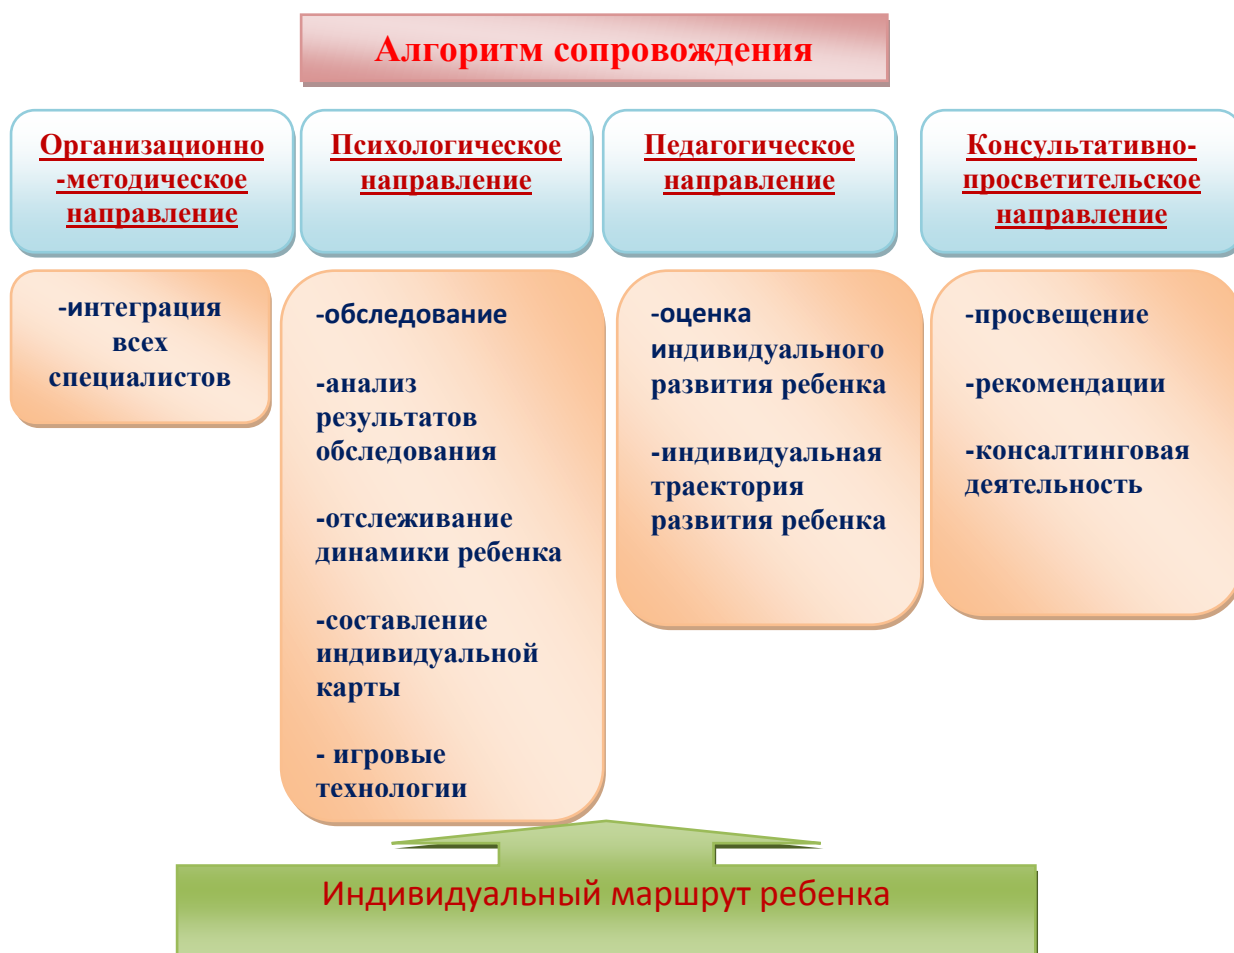 Алгоритм сопровождения
Организационно
-методическое
направление
Психологическое
направление
Педагогическое
направление
Консультативно-
просветительское
направление
-интеграция
всех
специалистов
-обследование
-анализ
результатов
обследования
-отслеживание
динамики ребенка
-составление
индивидуальной
карты
- игровые
технологии
-оценка
индивидуального
развития ребенка
-индивидуальная
траектория
развития ребенка
-просвещение
-рекомендации
-консалтинговая
деятельность
Индивидуальный маршрут ребенка